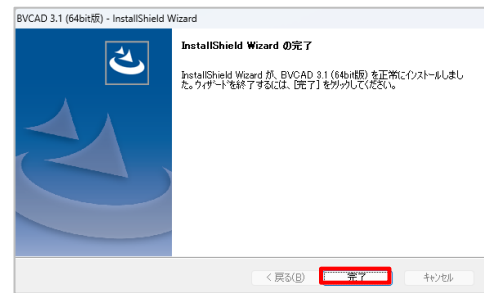 BVCAD 3.1 (64bit版) - InstallShield Wizard
InstallShield Wizard の完了
InstallShield Wizard が、BVCAD 3.1 (64bit版) を正常にインストールしまし
た。ウィザードを終了するには、[完了] をクリックしてください。
< 戻る(B) 完了 キャンセル